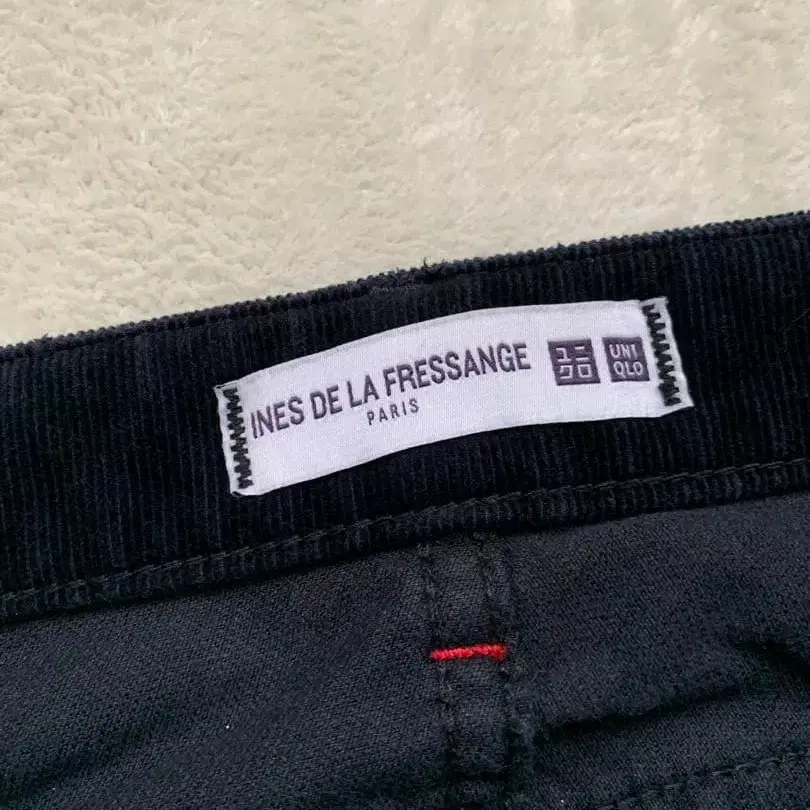 INES DE LA FRESSANGE
PARIS
ユニ
クロ
UNI
QLO